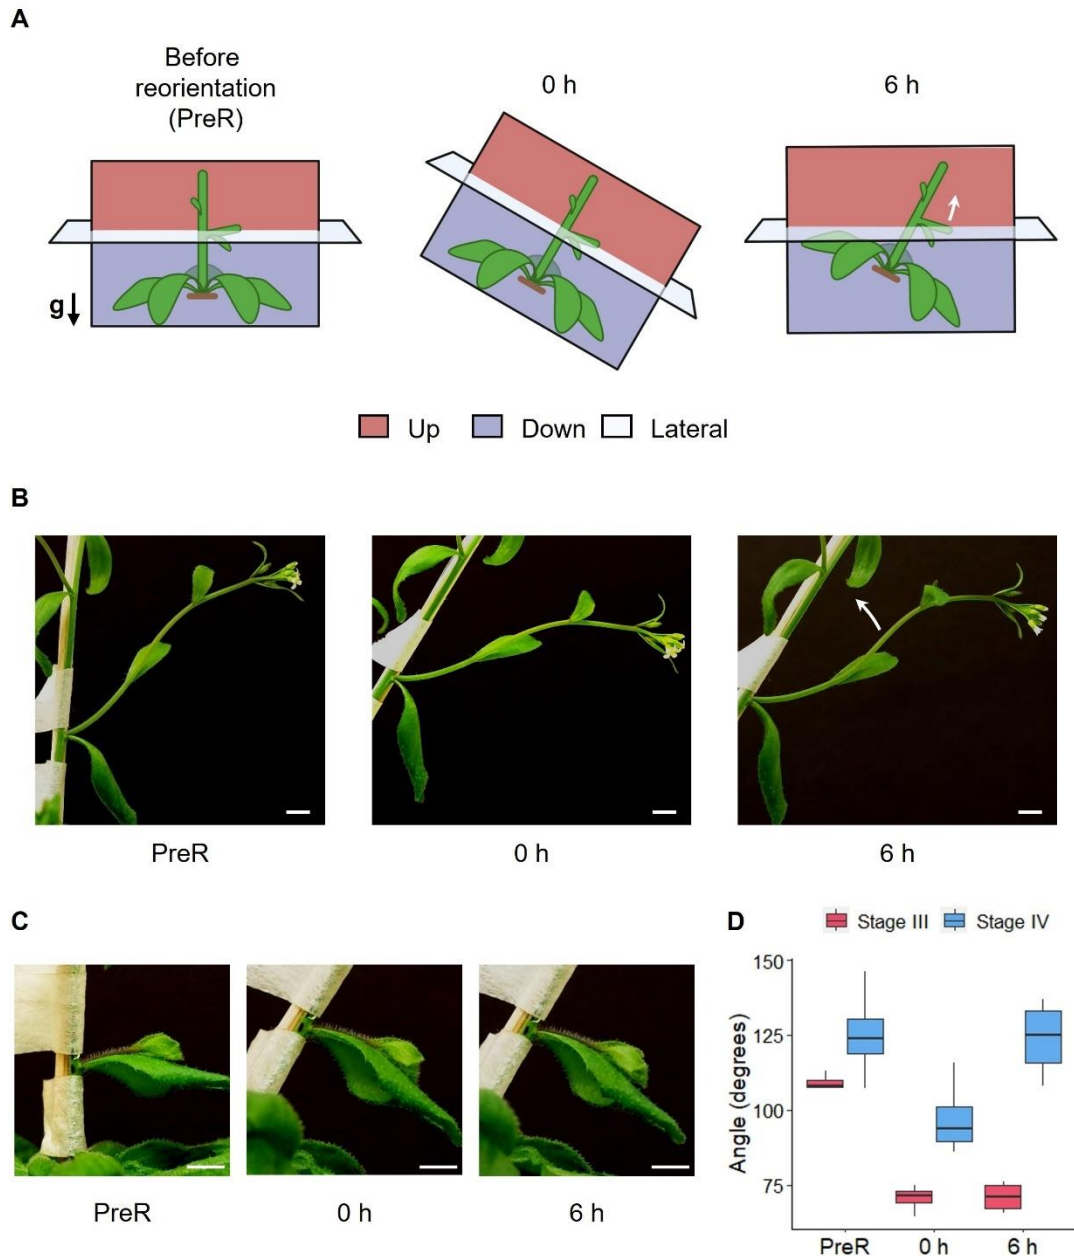 A
Before
reorientation
(PreR)
0 h
6 h
g
Up Down Lateral
B
PreR 0 h 6 h
C
PreR 0 h 6 h
D
Stage III Stage IV
Angle (degrees)
150
125
100
75
PreR 0 h 6 h